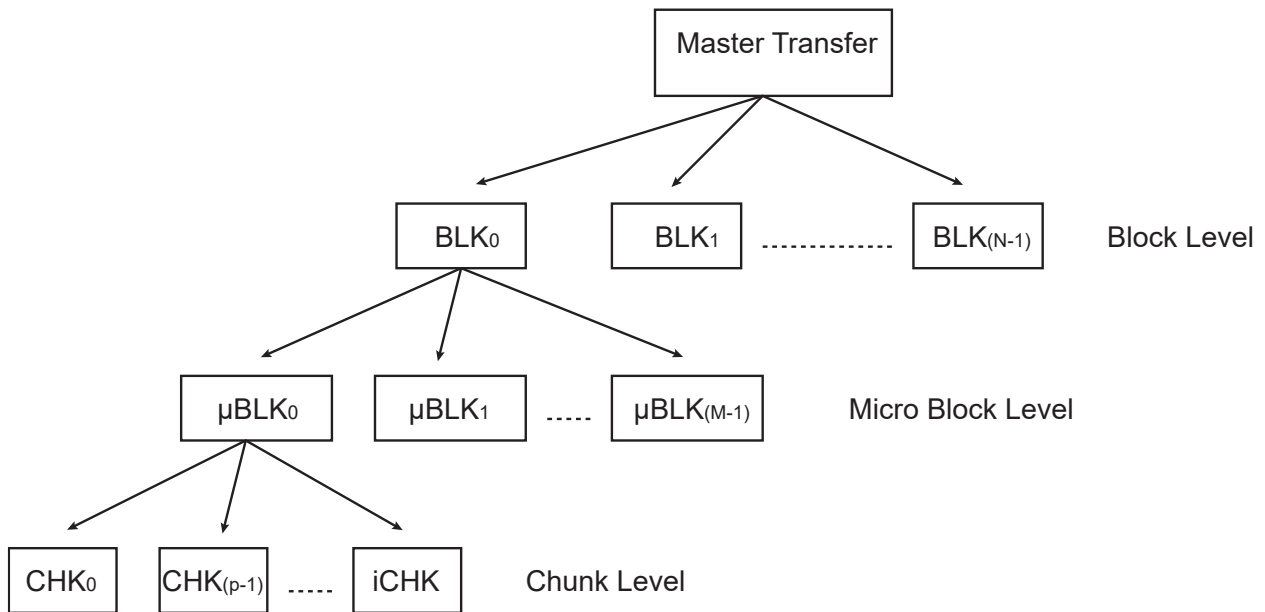 Master Transfer
BLK0 BLK1 BLK(N-1) Block Level
µBLK0 µBLK1 µBLK(M-1) Micro Block Level
CHK0 CHK(p-1) iCHK Chunk Level